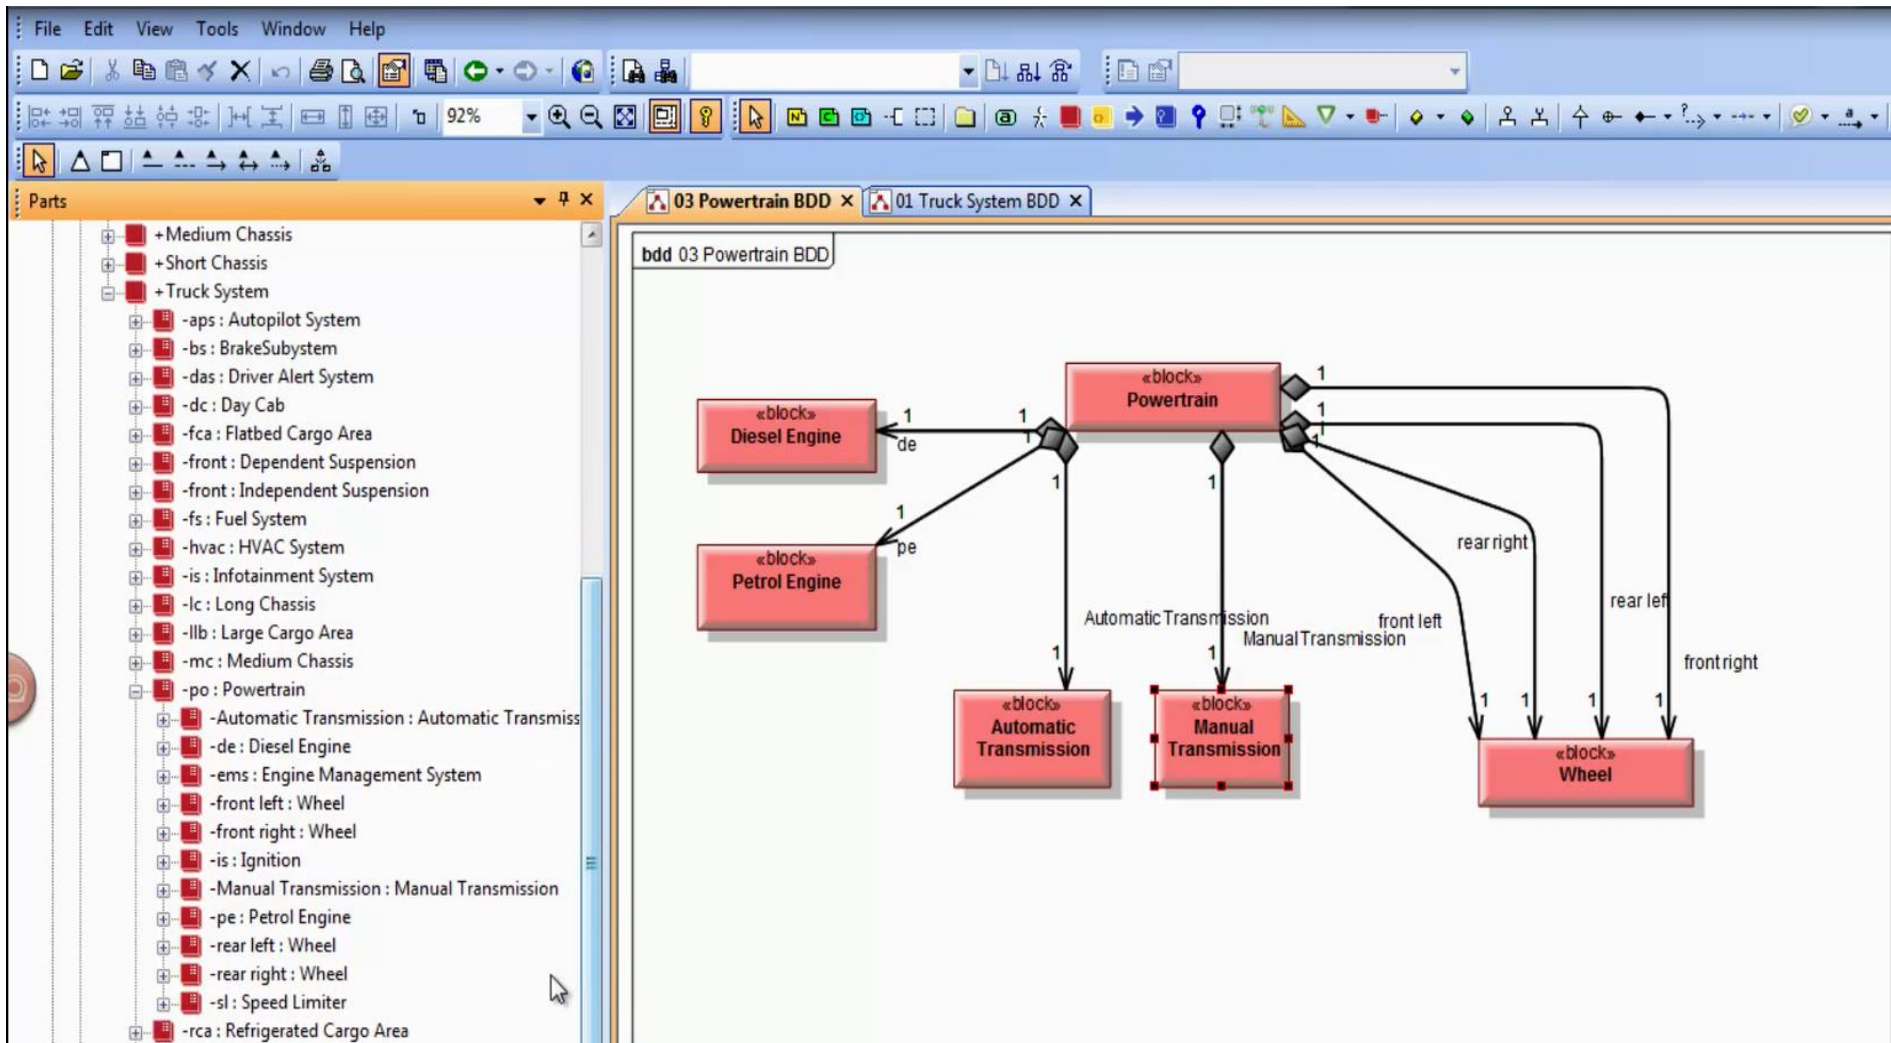 File Edit View Tools Window Help
92%
Parts
03 Powertrain BDD
01 Truck System BDD
+Medium Chassis
+Short Chassis
+Truck System
-aps : Autopilot System
-bs : BrakeSubystem
-das : Driver Alert System
-dc : Day Cab
-fca : Flatbed Cargo Area
-front : Dependent Suspension
-front : Independent Suspension
-fs : Fuel System
-hvac : HVAC System
-is : Infotainment System
-lc : Long Chassis
-llb : Large Cargo Area
-mc : Medium Chassis
-po : Powertrain
-Automatic Transmission : Automatic Transmiss
-de : Diesel Engine
-ems : Engine Management System
-front left : Wheel
-front right : Wheel
-is : Ignition
-Manual Transmission : Manual Transmission
-pe : Petrol Engine
-rear left : Wheel
-rear right : Wheel
-sl : Speed Limiter
-rca : Refrigerated Cargo Area
bdd 03 Powertrain BDD
«block»
Powertrain
1
1
1
1
«block»
Diesel Engine
1
1
de
1
1
pe
«block»
Petrol Engine
1
1
rear right
rear left
Automatic Transmission
front left
Manual Transmission
front right
1
1
1
1
1
1
«block»
Automatic
Transmission
«block»
Manual
Transmission
«block»
Wheel